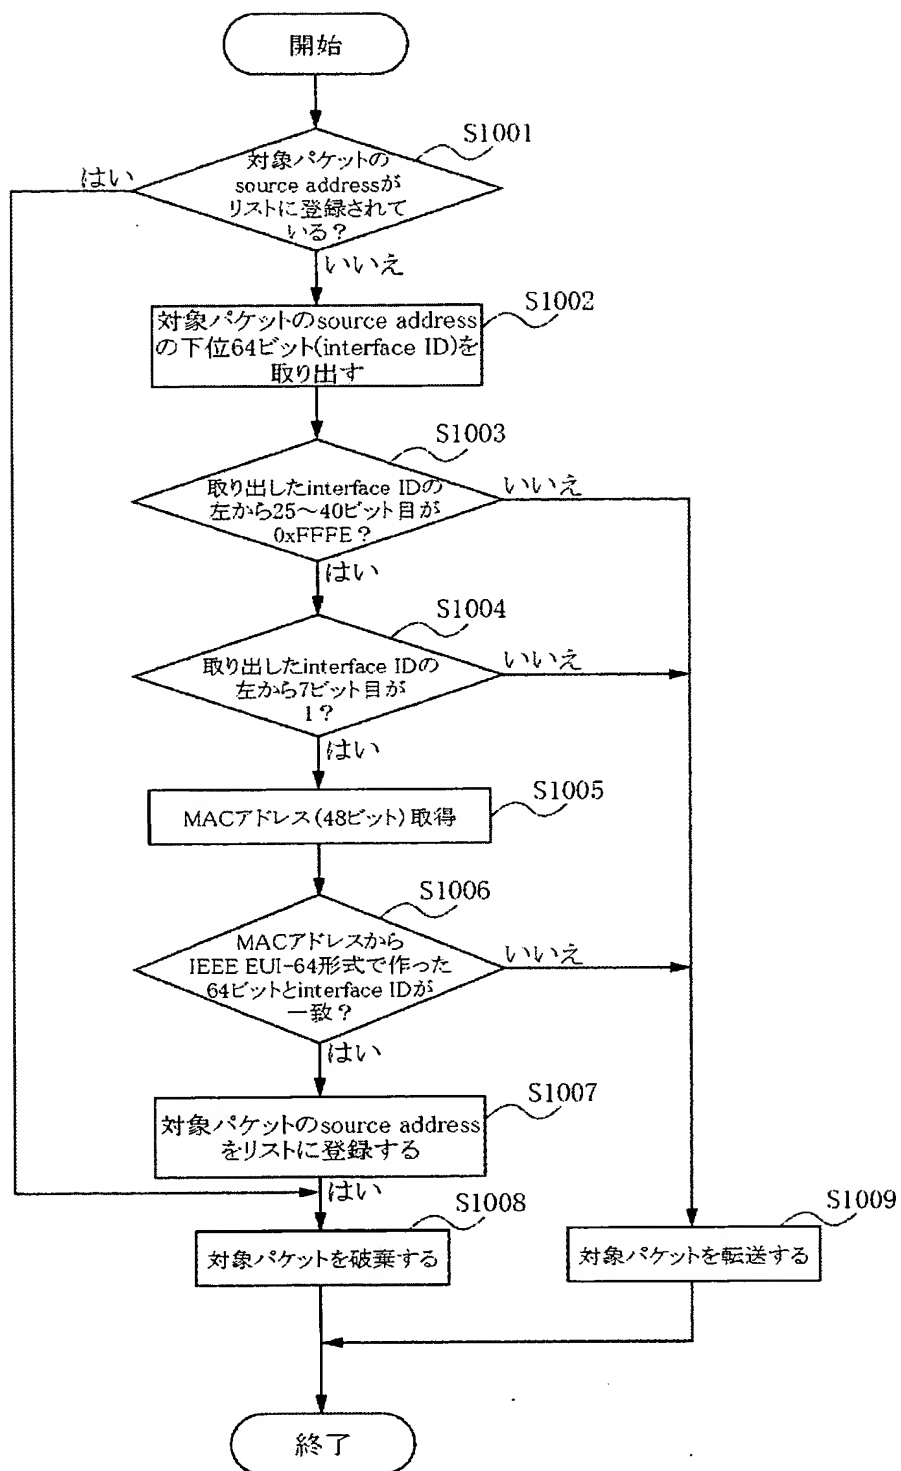 開始
S1001
はい
対象パケットの
source addressが
リストに登録されて
いる？
いいえ
S1002
対象パケットのsource address
の下位64ビット(interface ID)を
取り出す
S1003
取り出したinterface IDの
左から25～40ビット目が
0xFFFE？
いいえ
はい
S1004
取り出したinterface IDの
左から7ビット目が
1？
いいえ
はい
S1005
MACアドレス(48ビット)取得
S1006
MACアドレスから
IEEE EUI-64形式で作った
64ビットとinterface IDが
一致？
いいえ
はい
S1007
対象パケットのsource address
をリストに登録する
はい
S1008
対象パケットを破棄する
S1009
対象パケットを転送する
終了